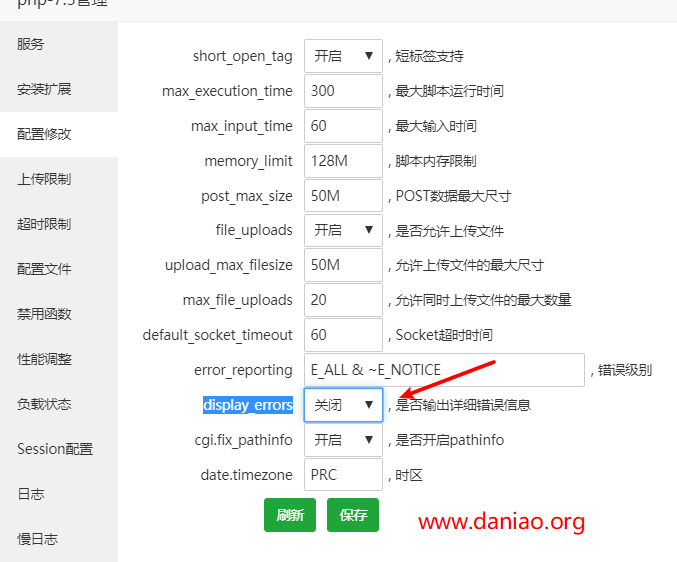 php-7.3管理
服务
安装扩展
配置修改
上传限制
超时限制
配置文件
禁用函数
性能调整
负载状态
Session配置
日志
慢日志
short_open_tag 开启 ▼ , 短标签支持
max_execution_time 300 , 最大脚本运行时间
max_input_time 60 , 最大输入时间
memory_limit 128M , 脚本内存限制
post_max_size 50M , POST数据最大尺寸
file_uploads 开启 ▼ , 是否允许上传文件
upload_max_filesize 50M , 允许上传文件的最大尺寸
max_file_uploads 20 , 允许同时上传文件的最大数量
default_socket_timeout 60 , Socket超时时间
error_reporting E_ALL & ~E_NOTICE , 错误级别
display_errors 关闭 ▼ , 是否输出详细错误信息
cgi.fix_pathinfo 开启 ▼ , 是否开启pathinfo
date.timezone PRC , 时区
刷新 保存
www.daniao.org